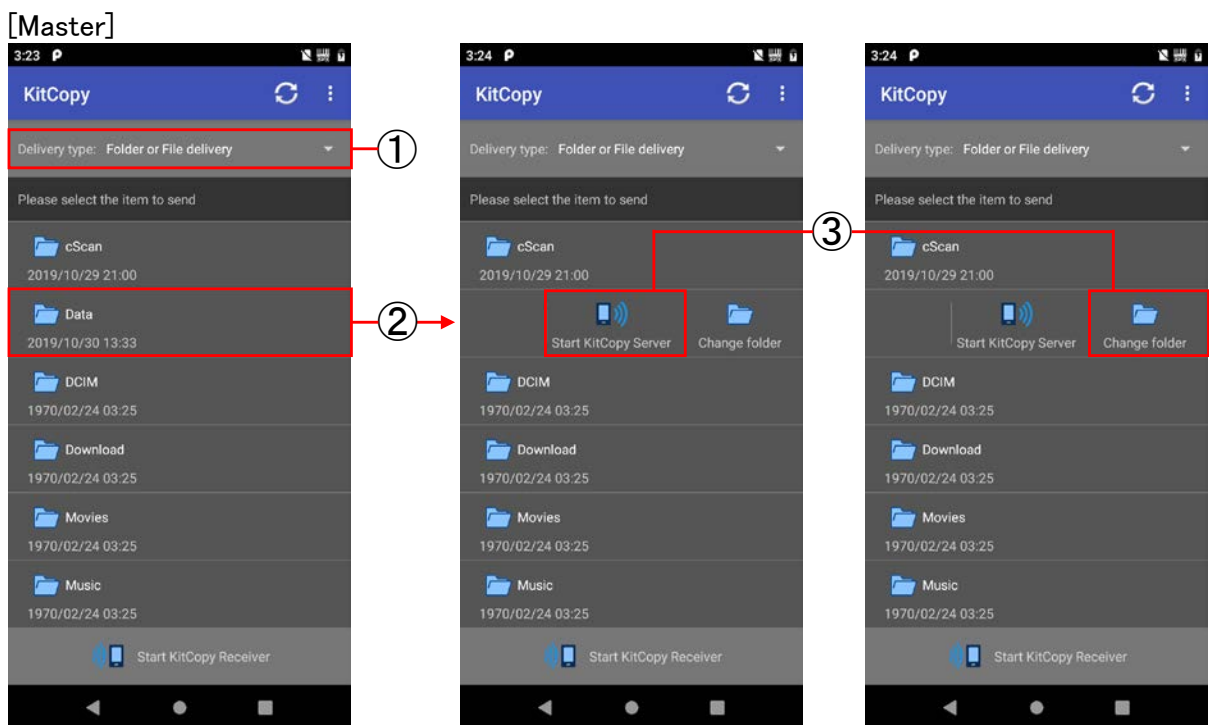 [Master]
3:23
KitCopy
Delivery type: Folder or File delivery
①
Please select the item to send
cScan
2019/10/29 21:00
Data
2019/10/30 13:33
②
DCIM
1970/02/24 03:25
Download
1970/02/24 03:25
Movies
1970/02/24 03:25
Music
1970/02/24 03:25
Start KitCopy Receiver
3:24
KitCopy
Delivery type: Folder or File delivery
Please select the item to send
③
cScan
2019/10/29 21:00
Start KitCopy Server
Change folder
DCIM
1970/02/24 03:25
Download
1970/02/24 03:25
Movies
1970/02/24 03:25
Music
1970/02/24 03:25
Start KitCopy Receiver
3:24
KitCopy
Delivery type: Folder or File delivery
Please select the item to send
cScan
2019/10/29 21:00
Start KitCopy Server
Change folder
DCIM
1970/02/24 03:25
Download
1970/02/24 03:25
Movies
1970/02/24 03:25
Music
1970/02/24 03:25
Start KitCopy Receiver